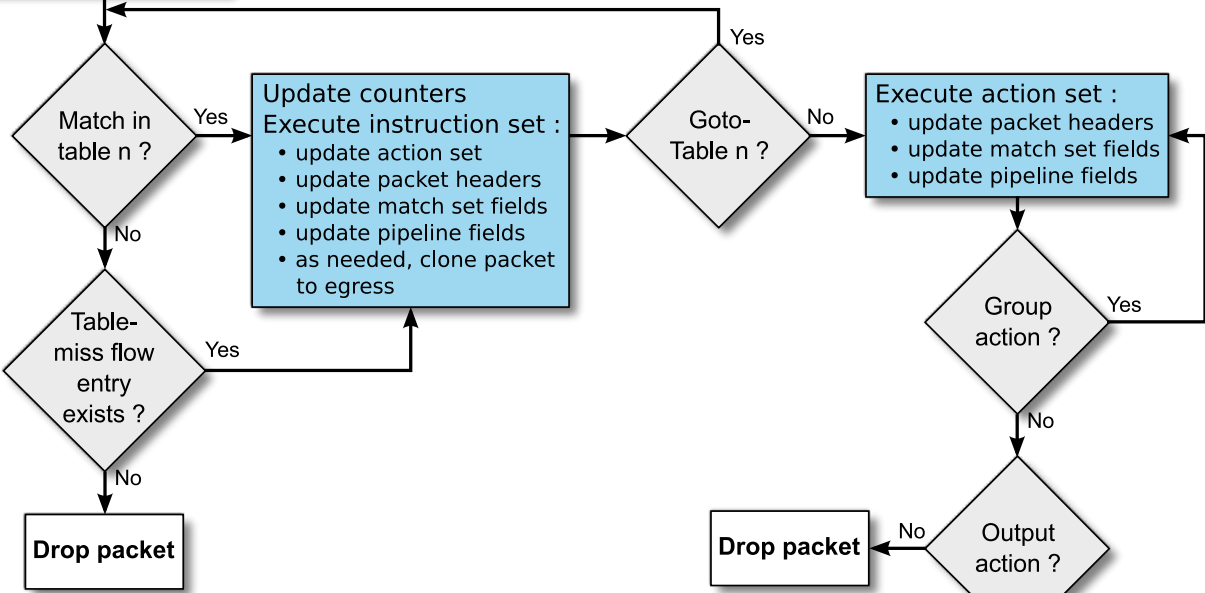 Yes
Match in
table n ?
Yes
Update counters
Execute instruction set :
• update action set
• update packet headers
• update match set fields
• update pipeline fields
• as needed, clone packet
to egress
Goto-
Table n ?
No
Execute action set :
• update packet headers
• update match set fields
• update pipeline fields
No
Table-
miss flow
entry
exists ?
Yes
Group
action ?
Yes
No
No
Drop packet
Drop packet
No
Output
action ?